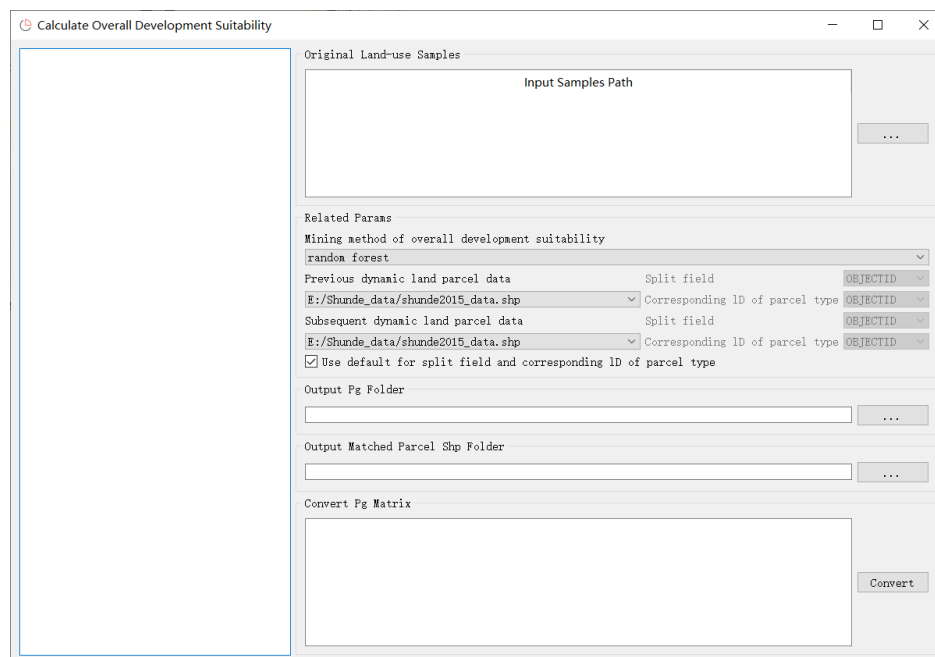 Calculate Overall Development Suitability
Original Land-use Samples
Input Samples Path
...
Related Params
Mining method of overall development suitability
random forest
Previous dynamic land parcel data Split field OBJECTID
E:/Shunde_data/shunde2015_data.shp Corresponding lD of parcel type OBJECTID
Subsequent dynamic land parcel data Split field OBJECTID
E:/Shunde_data/shunde2015_data.shp Corresponding lD of parcel type OBJECTID
Use default for split field and corresponding lD of parcel type
Output Pg Folder
...
Output Matched Parcel Shp Folder
...
Convert Pg Matrix
Convert